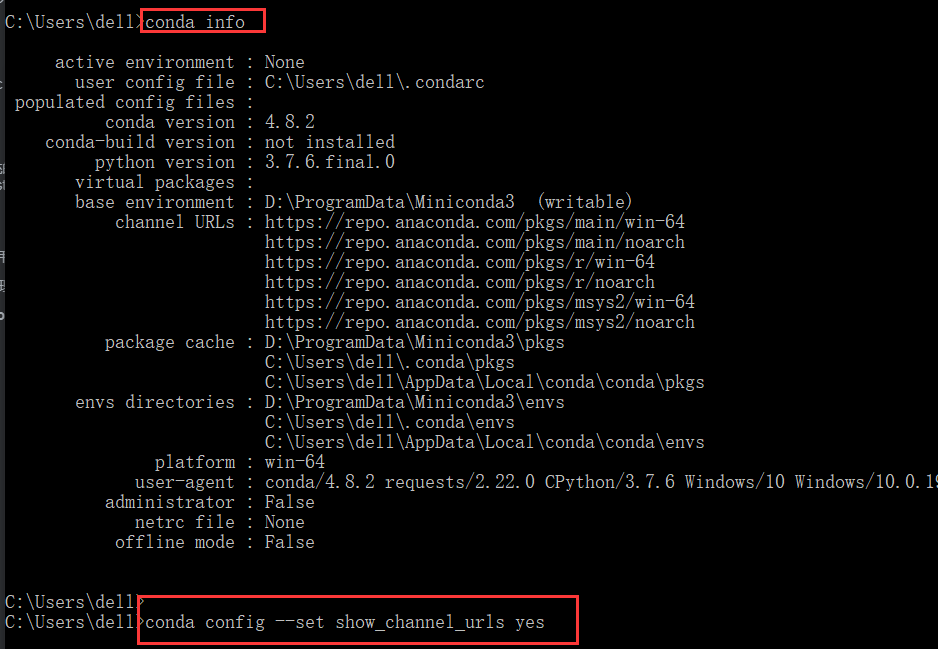 C:\Users\dell>conda info
active environment : None
user config file : C:\Users\dell\.condarc
populated config files :
conda version : 4.8.2
conda-build version : not installed
python version : 3.7.6.final.0
virtual packages :
base environment : D:\ProgramData\Miniconda3  (writable)
channel URLs : https://repo.anaconda.com/pkgs/main/win-64
https://repo.anaconda.com/pkgs/main/noarch
https://repo.anaconda.com/pkgs/r/win-64
https://repo.anaconda.com/pkgs/r/noarch
https://repo.anaconda.com/pkgs/msys2/win-64
https://repo.anaconda.com/pkgs/msys2/noarch
package cache : D:\ProgramData\Miniconda3\pkgs
C:\Users\dell\.conda\pkgs
C:\Users\dell\AppData\Local\conda\conda\pkgs
envs directories : D:\ProgramData\Miniconda3\envs
C:\Users\dell\.conda\envs
C:\Users\dell\AppData\Local\conda\conda\envs
platform : win-64
user-agent : conda/4.8.2 requests/2.22.0 CPython/3.7.6 Windows/10 Windows/10.0.19
administrator : False
netrc file : None
offline mode : False
C:\Users\dell>
C:\Users\dell>conda config --set show_channel_urls yes